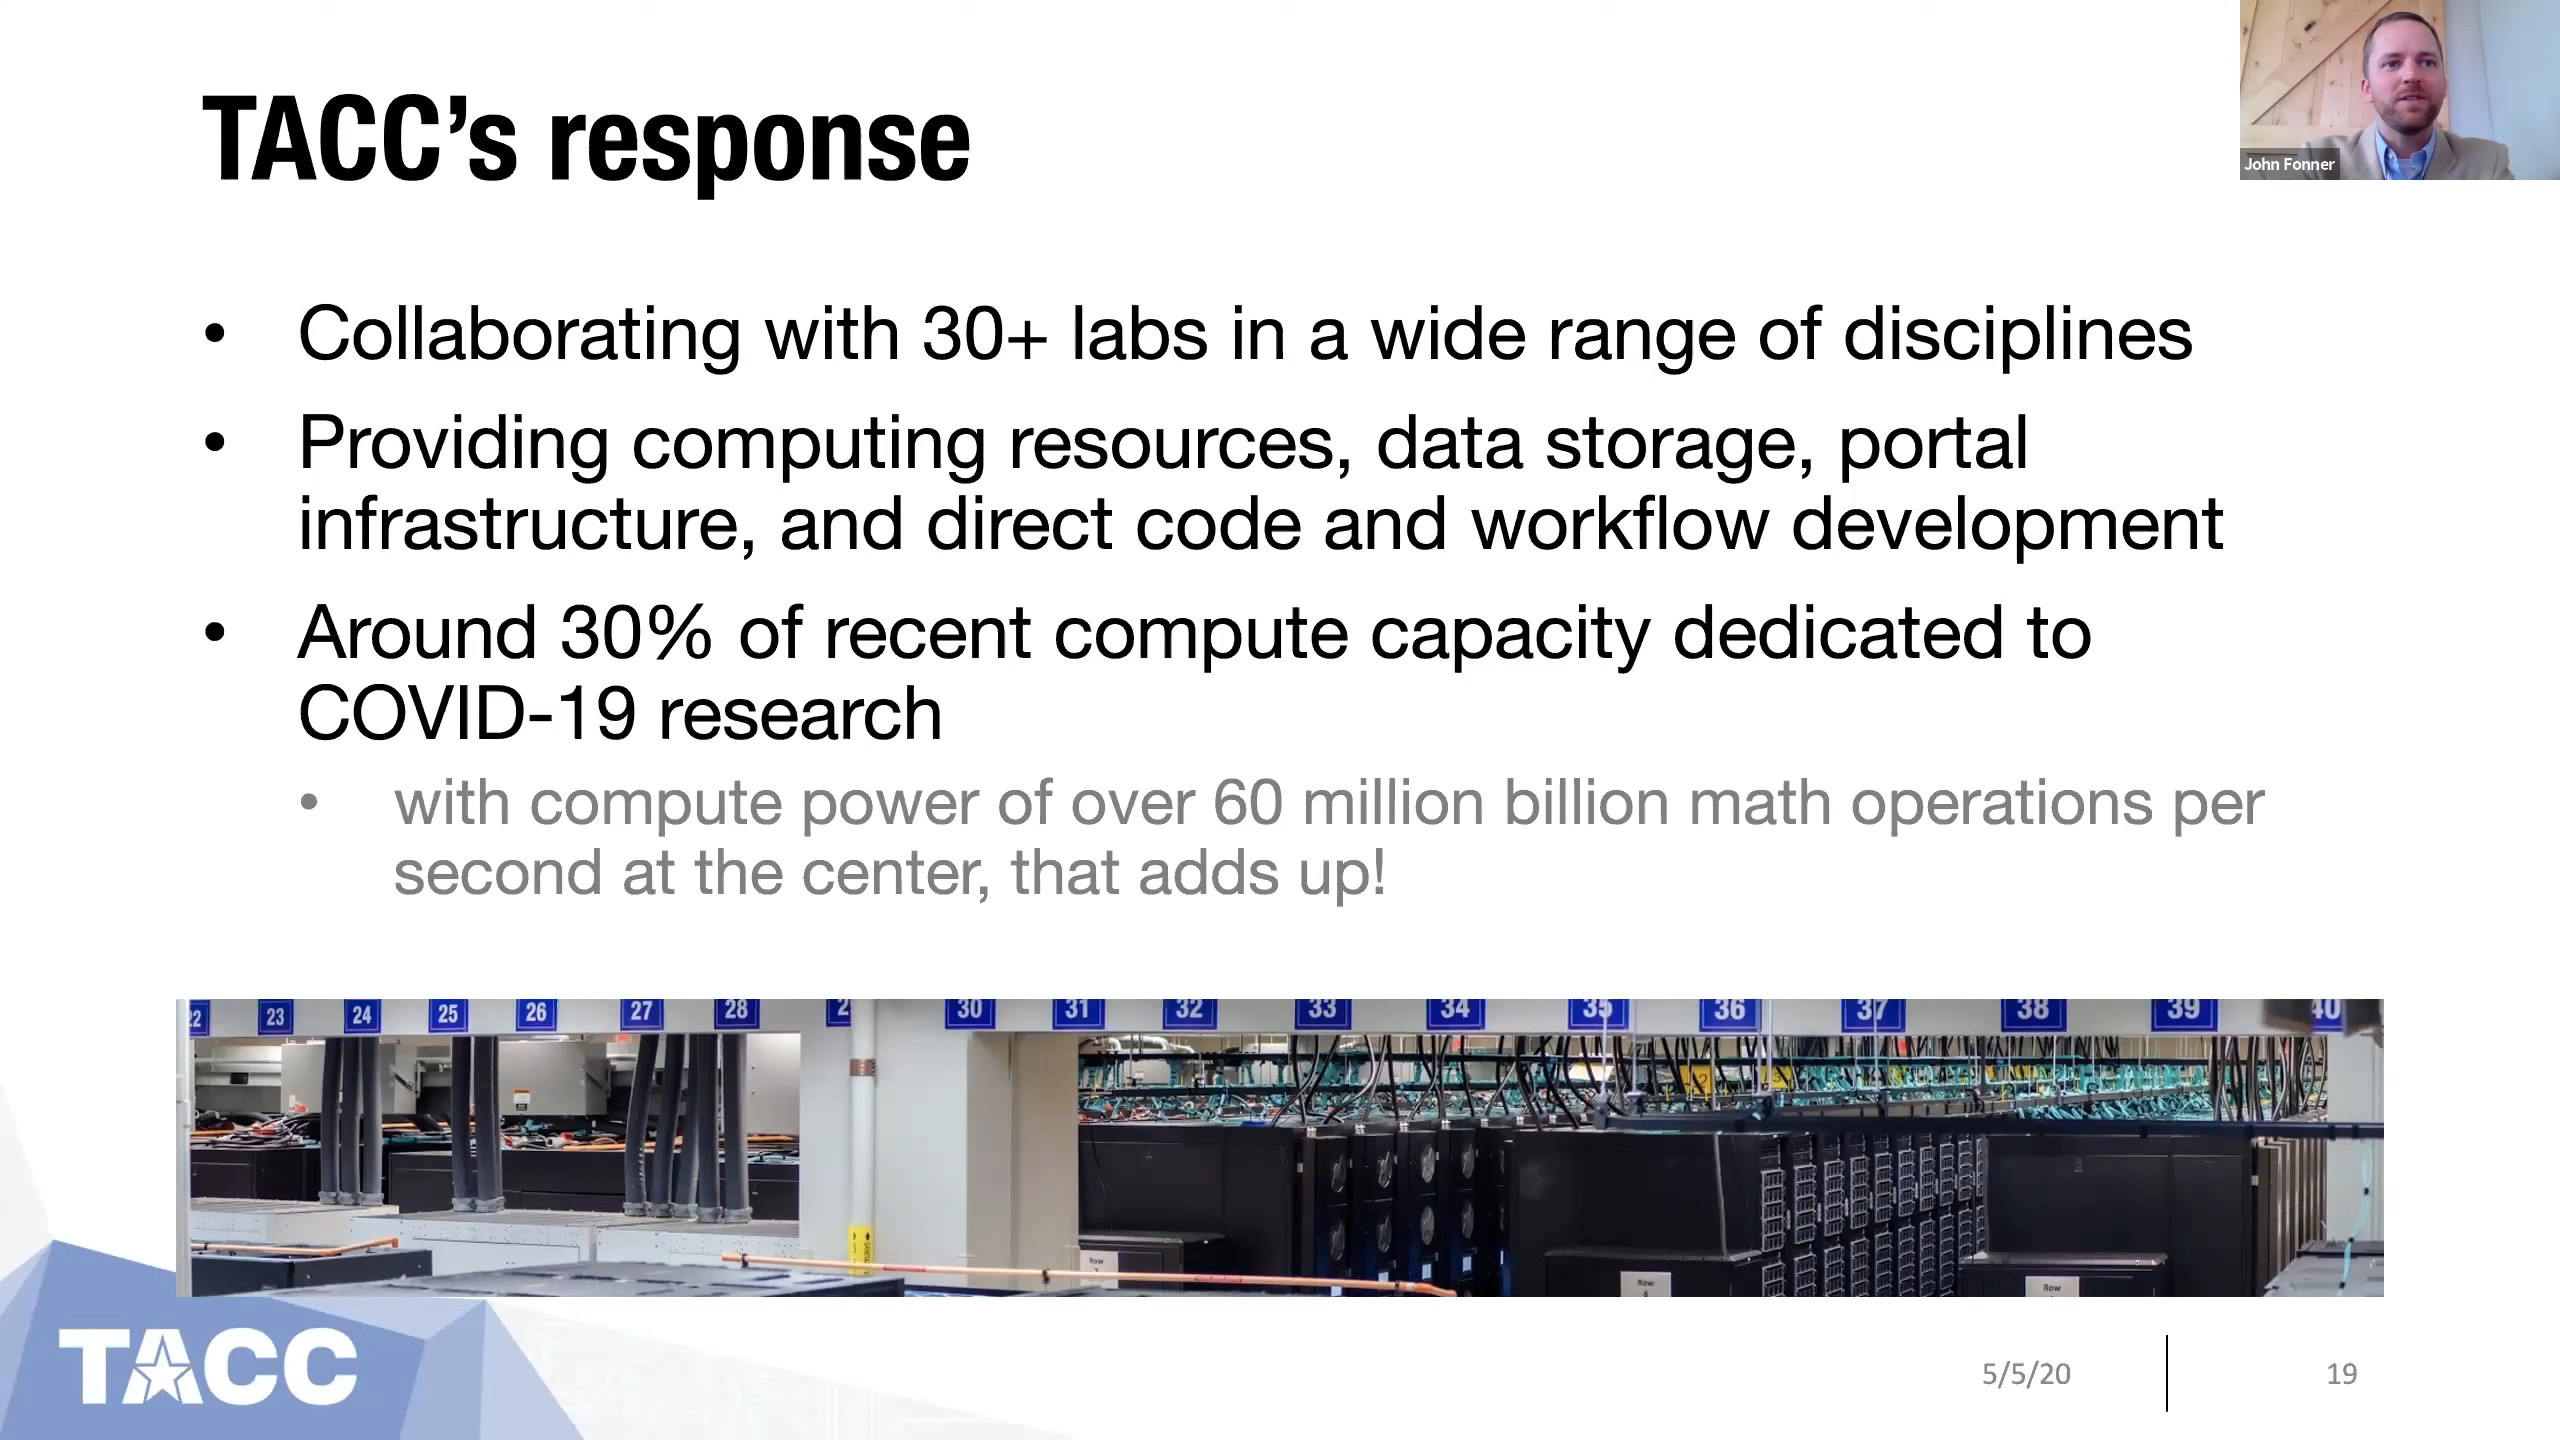 TACC’s response
John Fonner
• Collaborating with 30+ labs in a wide range of disciplines
• Providing computing resources, data storage, portal
infrastructure, and direct code and workflow development
• Around 30% of recent compute capacity dedicated to
COVID-19 research
• with compute power of over 60 million billion math operations per
second at the center, that adds up!
22 23 24 25 26 27 28 30 31 32 33 34 35 36 37 38 39 40
Row
Row
Row
TACC
5/5/20
19